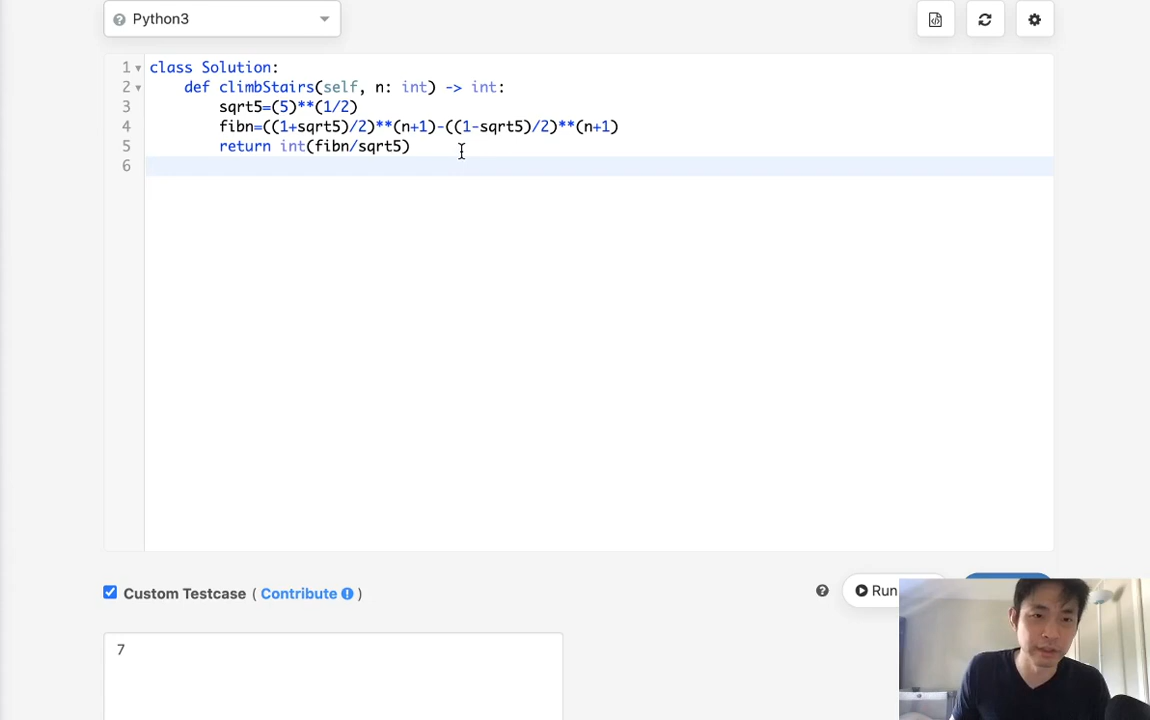 Python3
1 class Solution:
2 def climbStairs(self, n: int) -> int:
3 sqrt5=(5)**(1/2)
4 fibn=((1+sqrt5)/2)**(n+1)-((1-sqrt5)/2)**(n+1)
5 return int(fibn/sqrt5)
6
Custom Testcase ( Contribute )
Run
7